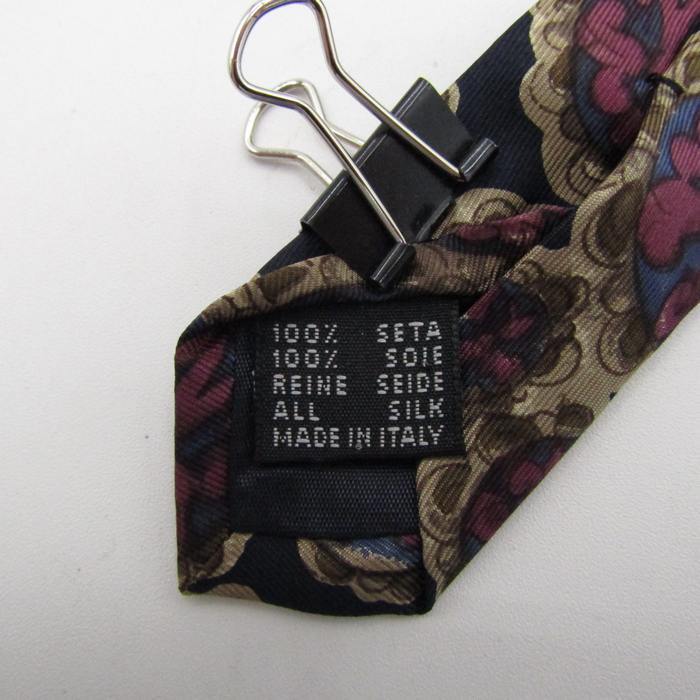 100% SETA
100% SOIE
REINE SEIDE
ALL SILK
MADE IN ITALY